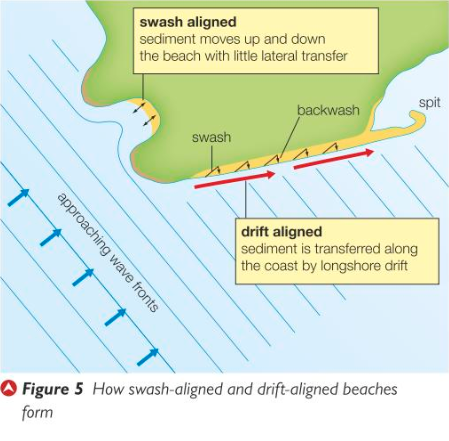 swash aligned
sediment moves up and down
the beach with little lateral transfer
spit
backwash
swash
drift aligned
sediment is transferred along
the coast by longshore drift
approaching wave fronts
Figure 5 How swash-aligned and drift-aligned beaches
form